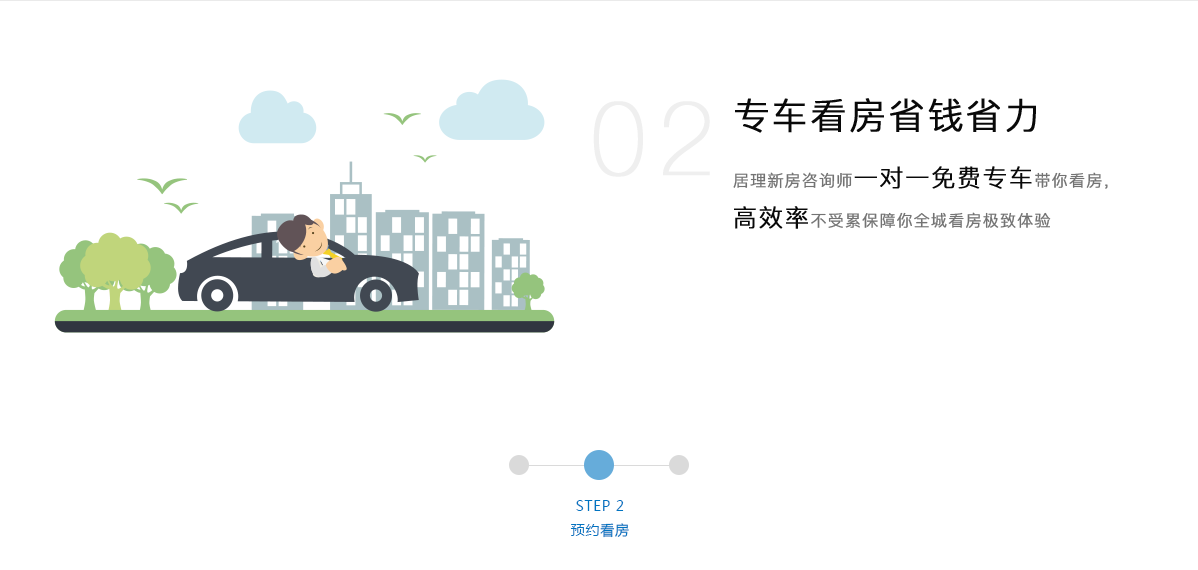 02
专车看房省钱省力
居理新房咨询师一对一免费专车带你看房,
高效率不受累保障你全城看房极致体验
STEP 2
预约看房